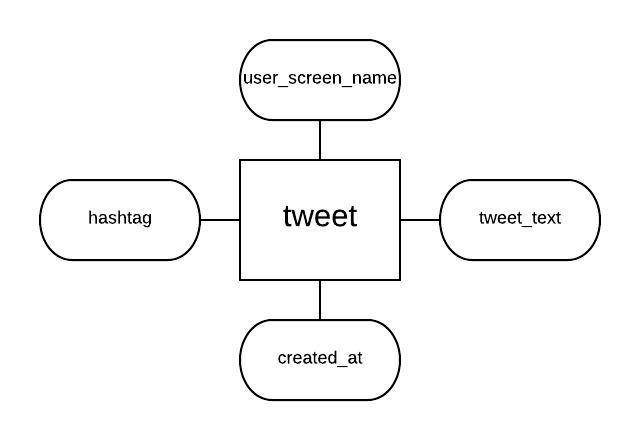 user_screen_name
hashtag
tweet
tweet_text
created_at